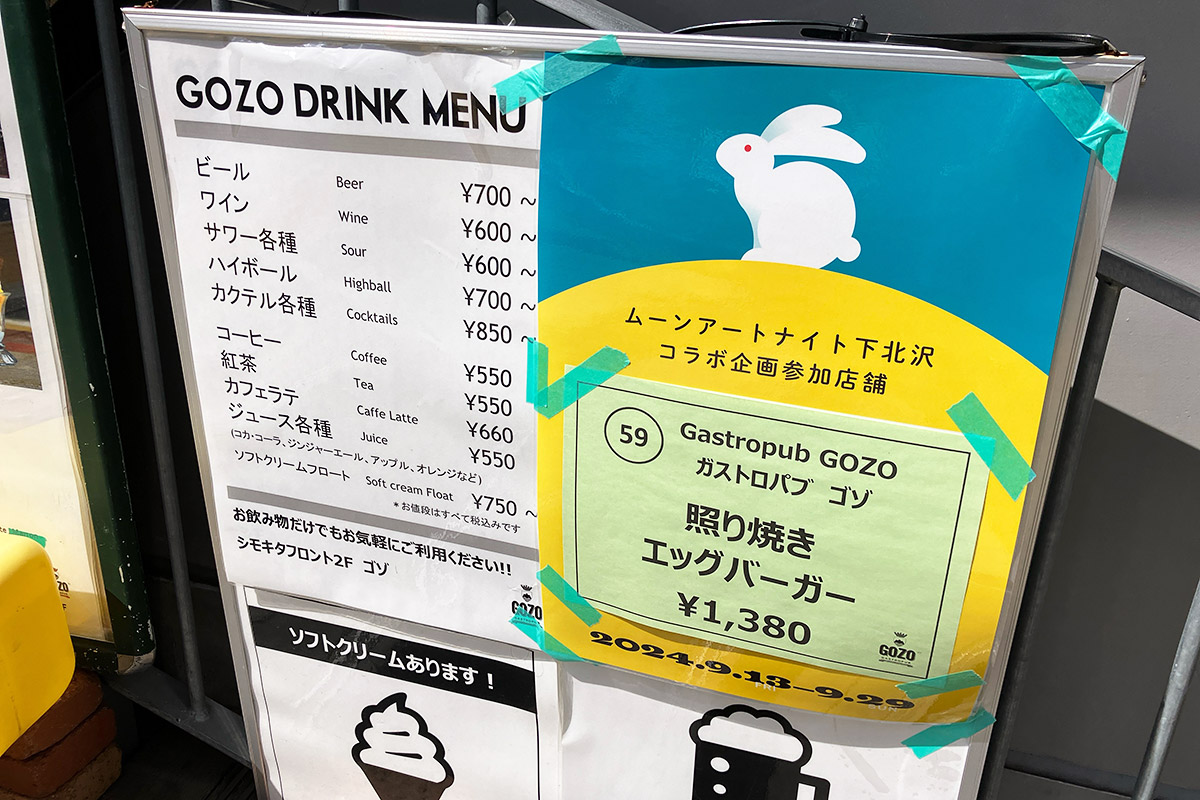 GOZO DRINK MENU
ビール Beer ¥700 ~
ワイン Wine ¥600 ~
サワー各種 Sour ¥600 ~
ハイボール Highball ¥700 ~
カクテル各種 Cocktails ¥850 ~
コーヒー Coffee ¥550
紅茶 Tea ¥550
カフェラテ Caffe Latte ¥660
ジュース各種 Juice ¥550
(コカ・コーラ、ジンジャーエール、アップル、オレンジなど)
ソフトクリームフロート Soft cream Float ¥750 ~
*お値段はすべて税込みです
お飲み物だけでもお気軽にご利用ください!!
シモキタフロント2F ゴゾ
GOZO
ソフトクリームあります！
ムーンアートナイト下北沢
コラボ企画参加店舗
59
Gastropub GOZO
ガストロパブ ゴゾ
照り焼き
エッグバーガー
¥1,380
GOZO
2024.9.13–9.29
FRI SUN